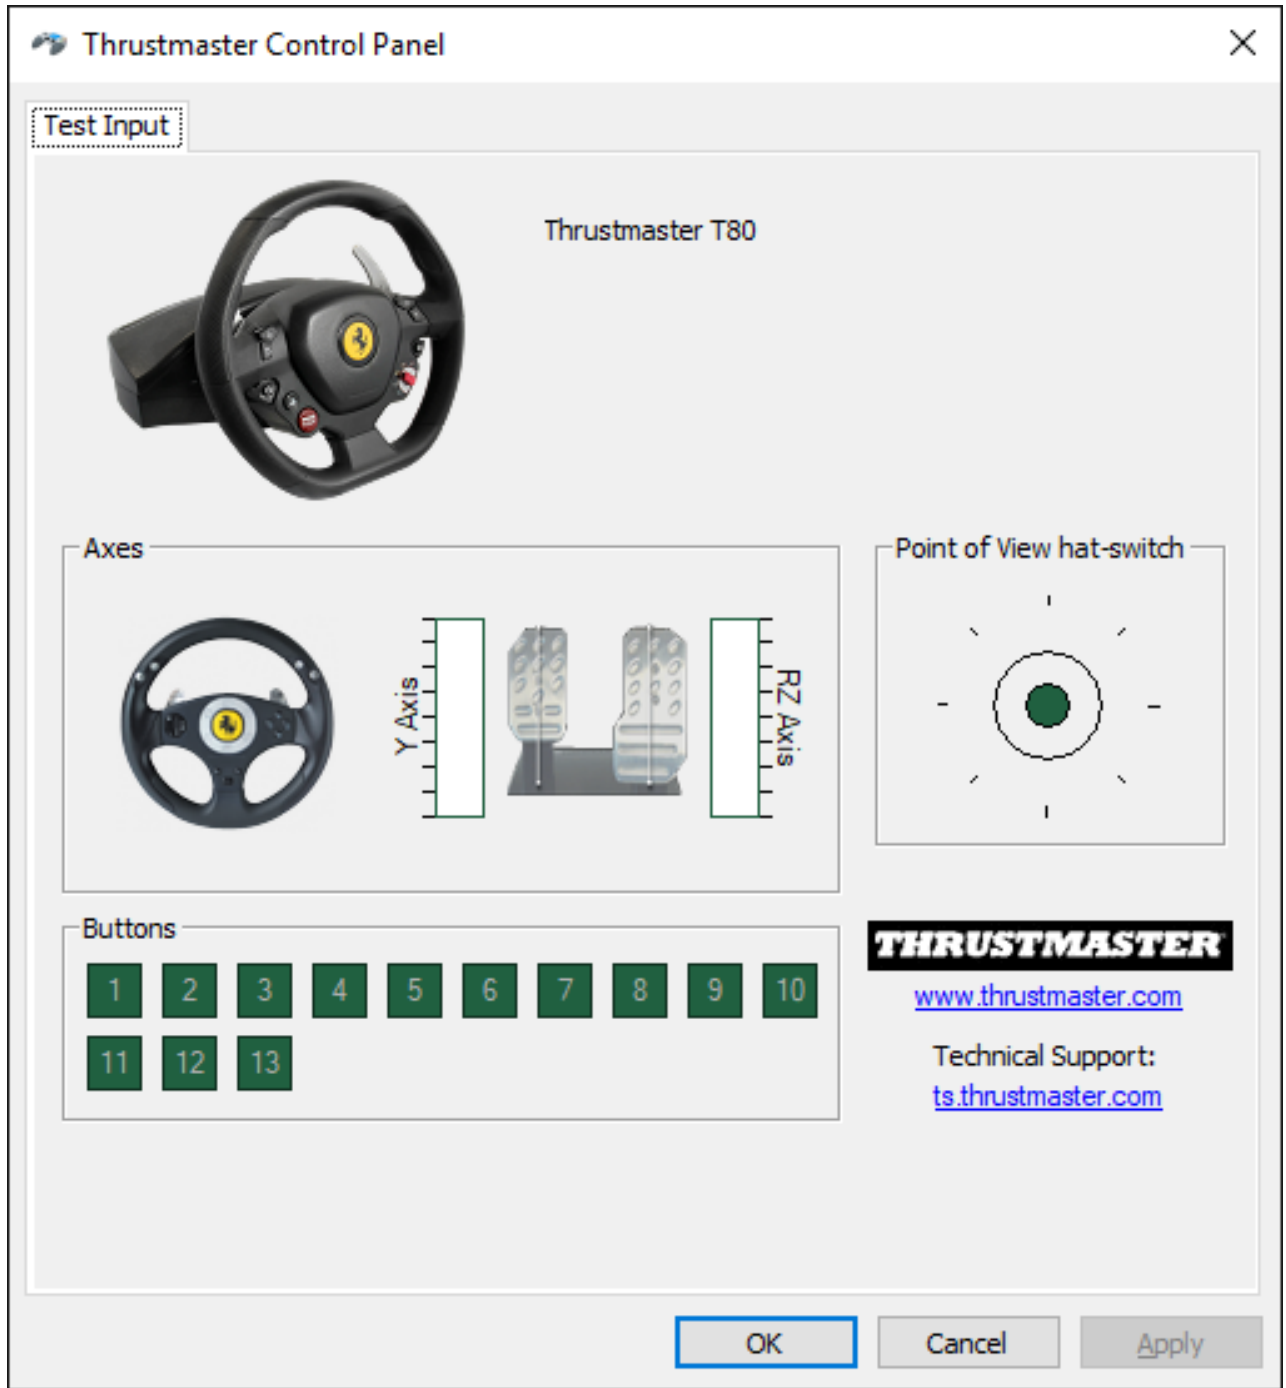 Thrustmaster Control Panel
Test Input
Thrustmaster T80
Axes
Y Axis
RZ Axis
Point of View hat-switch
Buttons
1 2 3 4 5 6 7 8 9 10
11 12 13
THRUSTMASTER
www.thrustmaster.com
Technical Support:
ts.thrustmaster.com
OK Cancel Apply